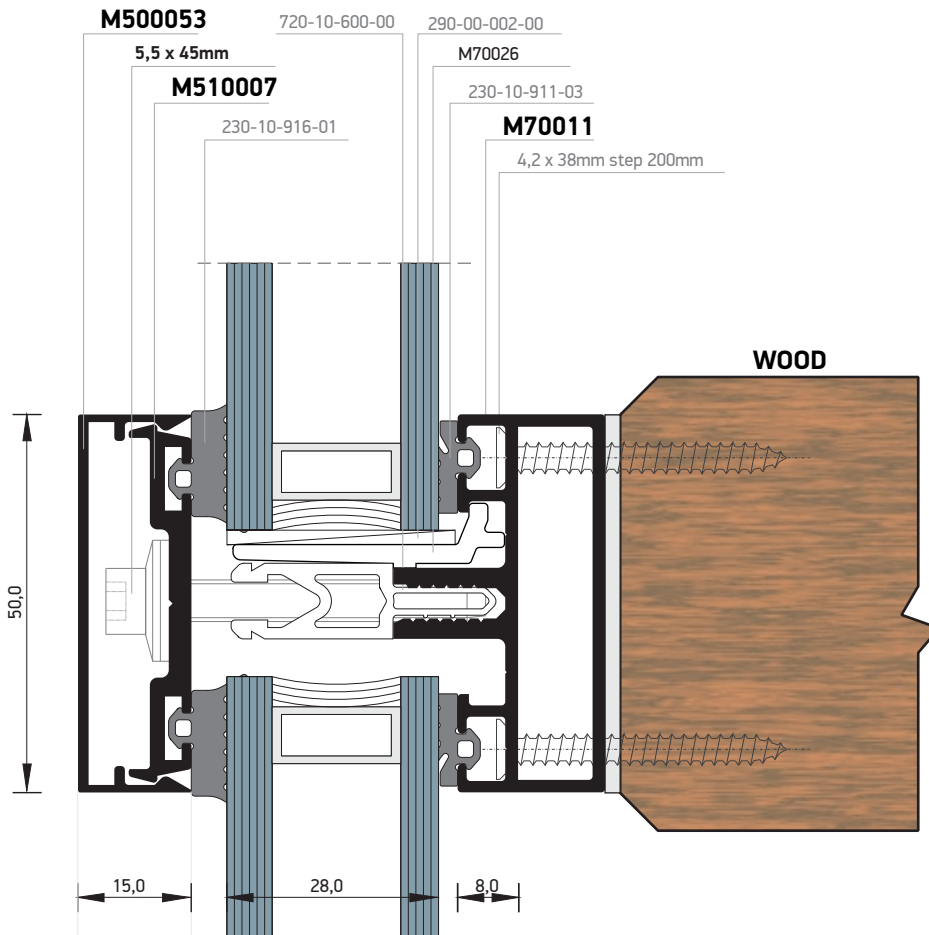 M500053
720-10-600-00
290-00-002-00
5,5 x 45mm
M70026
M510007
230-10-911-03
230-10-916-01
M70011
4,2 x 38mm step 200mm
WOOD
50,0
15,0
28,0
8,0